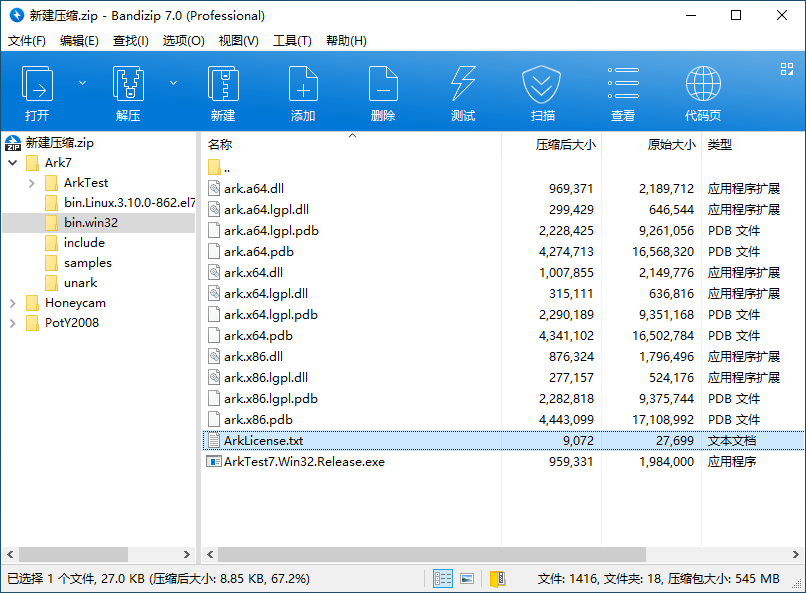 新建压缩.zip - Bandizip 7.0 (Professional)
文件(F) 编辑(E) 查找(I) 选项(O) 视图(V) 工具(T) 帮助(H)
打开 解压 新建 添加 删除 测试 扫描 查看 代码页
新建压缩.zip
Ark7
ArkTest
bin.Linux.3.10.0-862.el7
bin.win32
include
samples
unark
Honeycam
PotY2008
名称 压缩后大小 原始大小 类型
..
ark.a64.dll 969,371 2,189,712 应用程序扩展
ark.a64.lgpl.dll 299,429 646,544 应用程序扩展
ark.a64.lgpl.pdb 2,228,425 9,261,056 PDB 文件
ark.a64.pdb 4,274,713 16,568,320 PDB 文件
ark.x64.dll 1,007,855 2,149,776 应用程序扩展
ark.x64.lgpl.dll 315,111 636,816 应用程序扩展
ark.x64.lgpl.pdb 2,290,189 9,351,168 PDB 文件
ark.x64.pdb 4,341,102 16,502,784 PDB 文件
ark.x86.dll 876,324 1,796,496 应用程序扩展
ark.x86.lgpl.dll 277,157 524,176 应用程序扩展
ark.x86.lgpl.pdb 2,282,818 9,375,744 PDB 文件
ark.x86.pdb 4,443,099 17,108,992 PDB 文件
ArkLicense.txt 9,072 27,699 文本文档
ArkTest7.Win32.Release.exe 959,331 1,984,000 应用程序
已选择 1 个文件, 27.0 KB (压缩后大小: 8.85 KB, 67.2%)
文件: 1416, 文件夹: 18, 压缩包大小: 545 MB